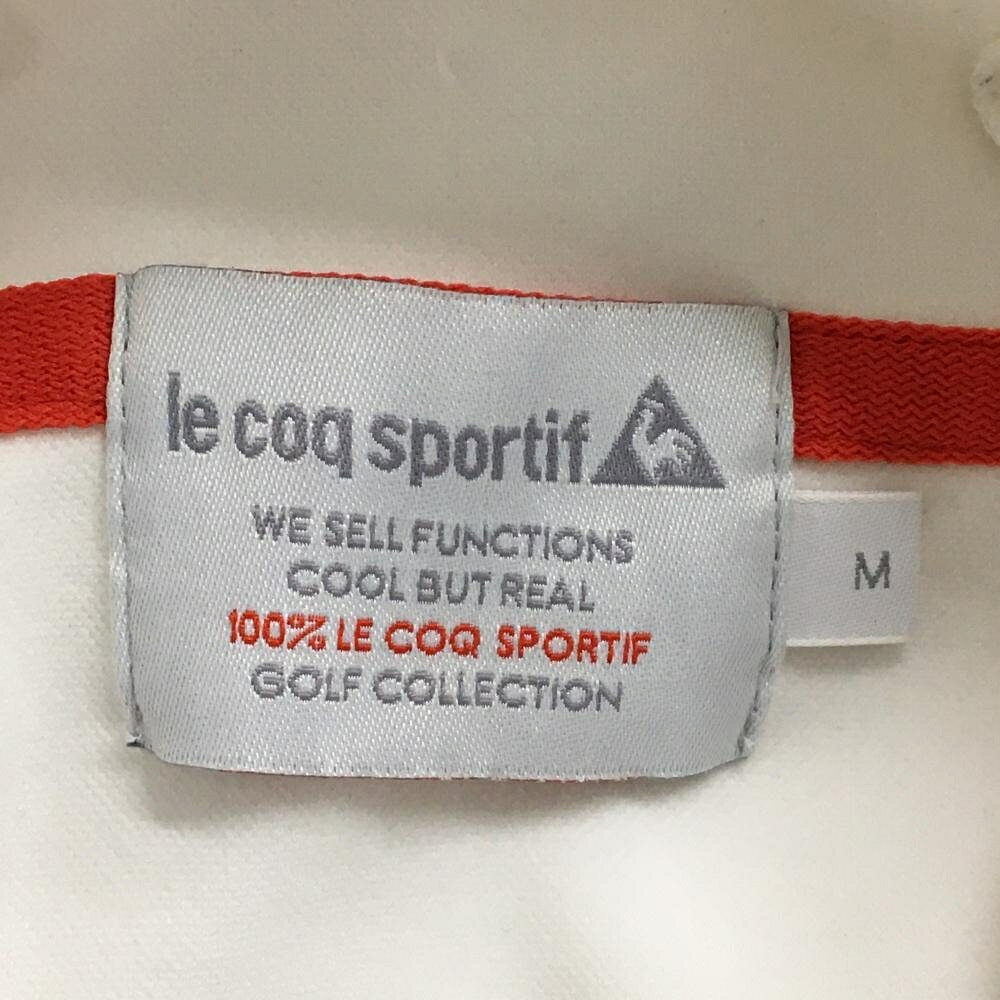 le coq sportif
WE SELL FUNCTIONS
COOL BUT REAL
100% LE COQ SPORTIF
GOLF COLLECTION
M